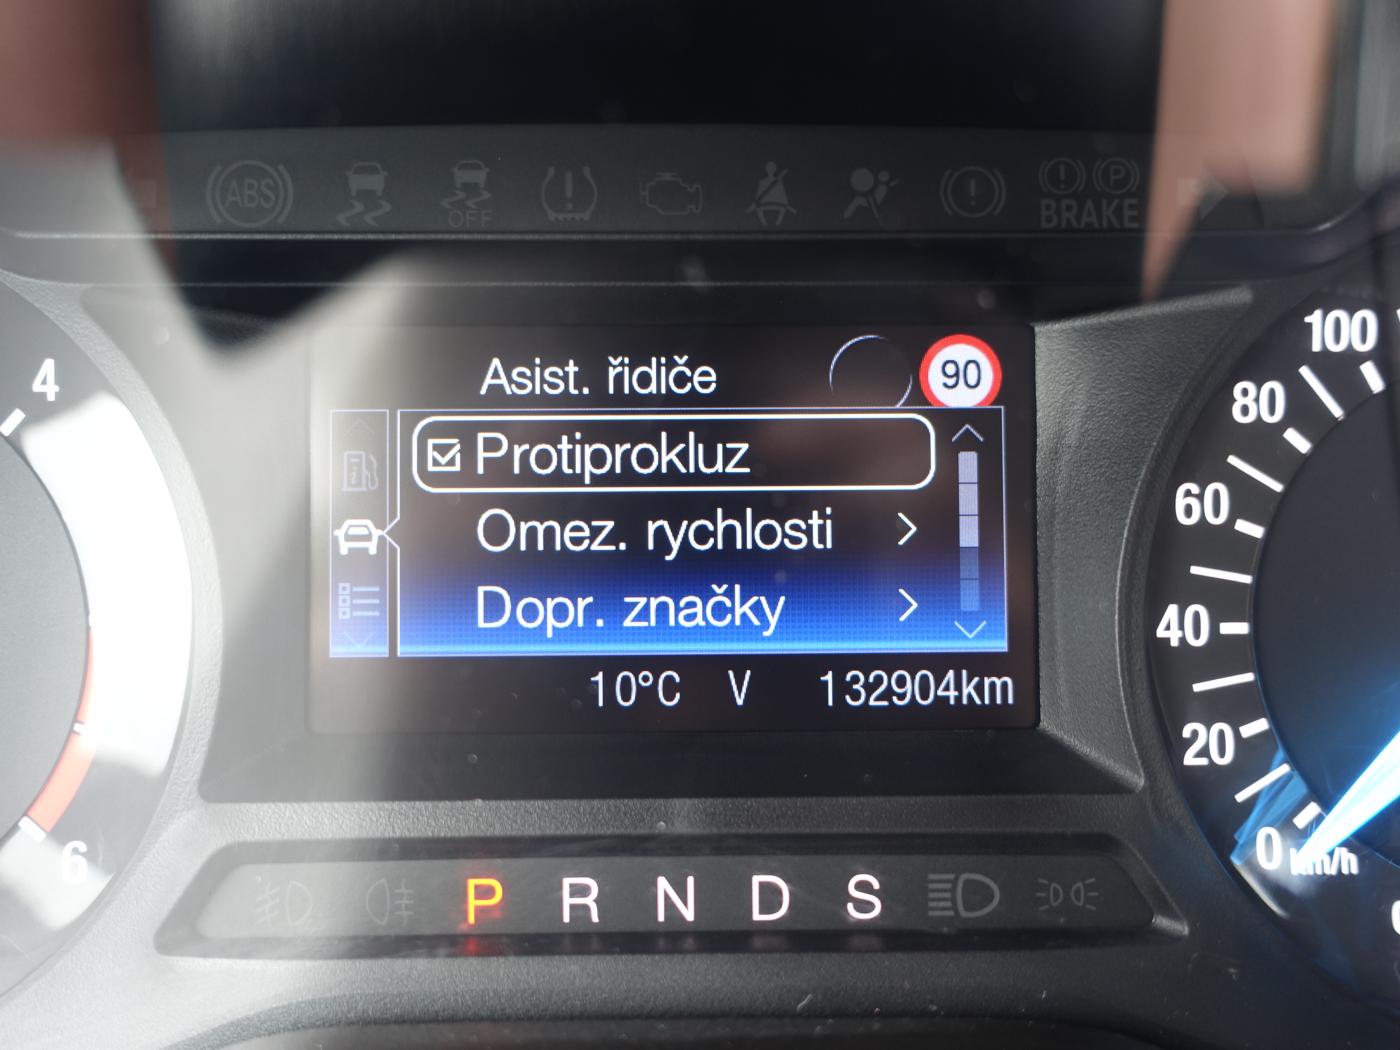 ABS
OFF
BRAKE
P
Asist. řidiče
90
Protiprokluz
Omez. rychlosti
Dopr. značky
10°C V 132904km
4
6
100
80
60
40
20
0
km/h
P R N D S